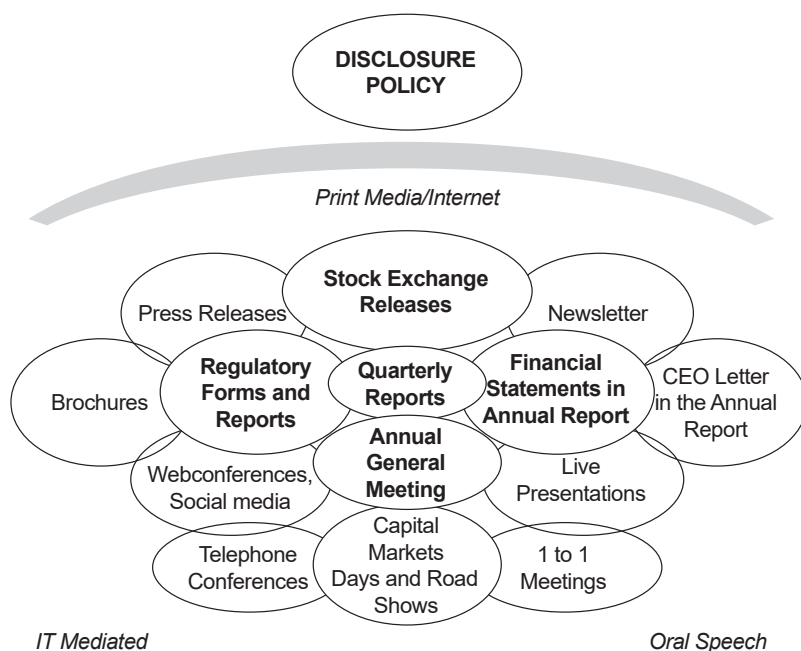 DISCLOSURE
POLICY
Print Media/Internet
Stock Exchange
Releases
Press Releases
Newsletter
Regulatory
Forms and
Reports
Quarterly
Reports
Financial
Statements in
Annual Report
Brochures
CEO Letter
in the Annual
Report
Annual
General
Meeting
Webconferences,
Social media
Live
Presentations
Telephone
Conferences
Capital
Markets
Days and Road
Shows
1 to 1
Meetings
IT Mediated
Oral Speech